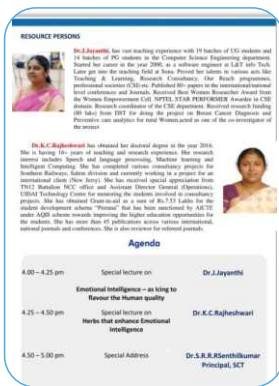 RESOURCE PERSONS
Dr.J.Jayanthi, has vast teaching experience with 19 batches of UG students and
14 batches of PG students in the Computer Science Engineering department.
Started her career in the year 2000, as a software engineer at L&T info Tech.
Later get into the teaching field at Sona. Proved her talents in various arts like
Teaching & Learning, Research Consultancy, Our Reach programmes,
professional societies (CSI) etc. Published 80+ papers in the international/national
level conferences and Journals. Received Best Women Researcher Award from
the Women Empowerment Cell. NPTEL STAR PERFORMER Awardee in CSE
domain. Research coordinator of the CSE department. Received research funding
(80 laks) from DST for doing the project on Breast Cancer Diagnosis and
Preventive care analytics for rural Women,acted as one of the co-investigator of
the project
Dr.K.C.Rajheshwari has obtained her doctoral degree in the year 2016.
She is having 16+ years of teaching and research experience. Her research
interest includes Speech and language processing, Machine learning and
Intelligent Computing. She has completed various consultancy projects for
Southern Railways, Salem division and currently working in a project for an
international client (New Jersy). She has received special appreciation from
TN12 Battalion NCC office and Assistant Director General (Operations),
UIDAI Technology Centre for mentoring the students involved in consultancy
projects. She has obtained Grant-in-aid as a sum of Rs.7.53 Lakhs for the
student development scheme "Prerana" that has been sanctioned by AICTE
under AQIS scheme towards improving the higher education opportunities for
the students. She has more than 45 publications across various international,
national journals and conferences. She is also reviewer for refereed journals.
Agenda
4.00 – 4.25 pm Special lecture on Dr.J.Jayanthi
Emotional Intelligence – as Icing to
flavour the Human quality
4.25 – 4.50 pm Special lecture on Dr.K.C.Rajheshwari
Herbs that enhance Emotional
Intelligence
4.50 – 5.00 pm Special Address Dr.S.R.R.Senthilkumar
Principal, SCT